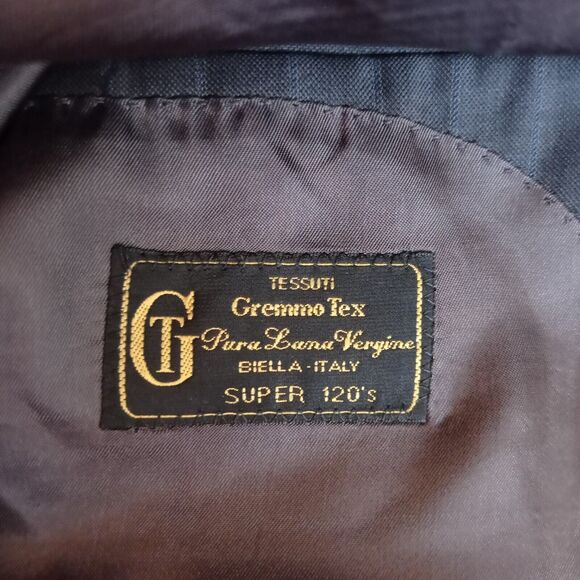 GT
TESSUTI
Gremmo Tex
Pura Lana Vergine
BIELLA - ITALY
SUPER 120's